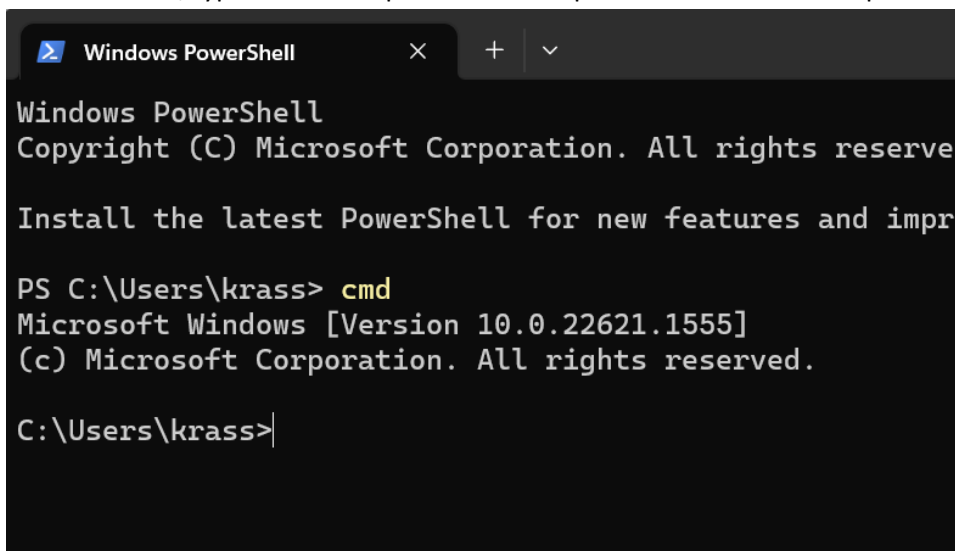 Windows PowerShell
Windows PowerShell
Copyright (C) Microsoft Corporation. All rights reserve
Install the latest PowerShell for new features and impr
PS C:\Users\krass> cmd
Microsoft Windows [Version 10.0.22621.1555]
(c) Microsoft Corporation. All rights reserved.
C:\Users\krass>